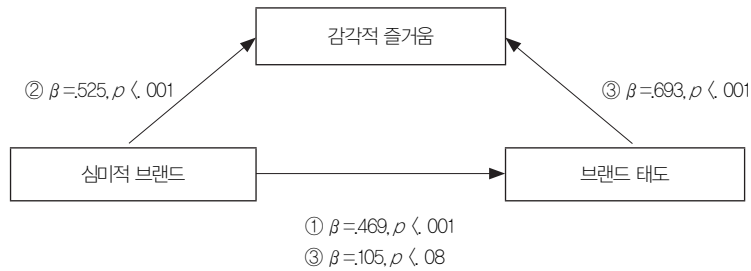 감각적 즐거움
② β=.525, p〈. 001
③ β=.693, p〈. 001
심미적 브랜드
브랜드 태도
① β=.469, p〈. 001
③ β=.105, p〈. 08